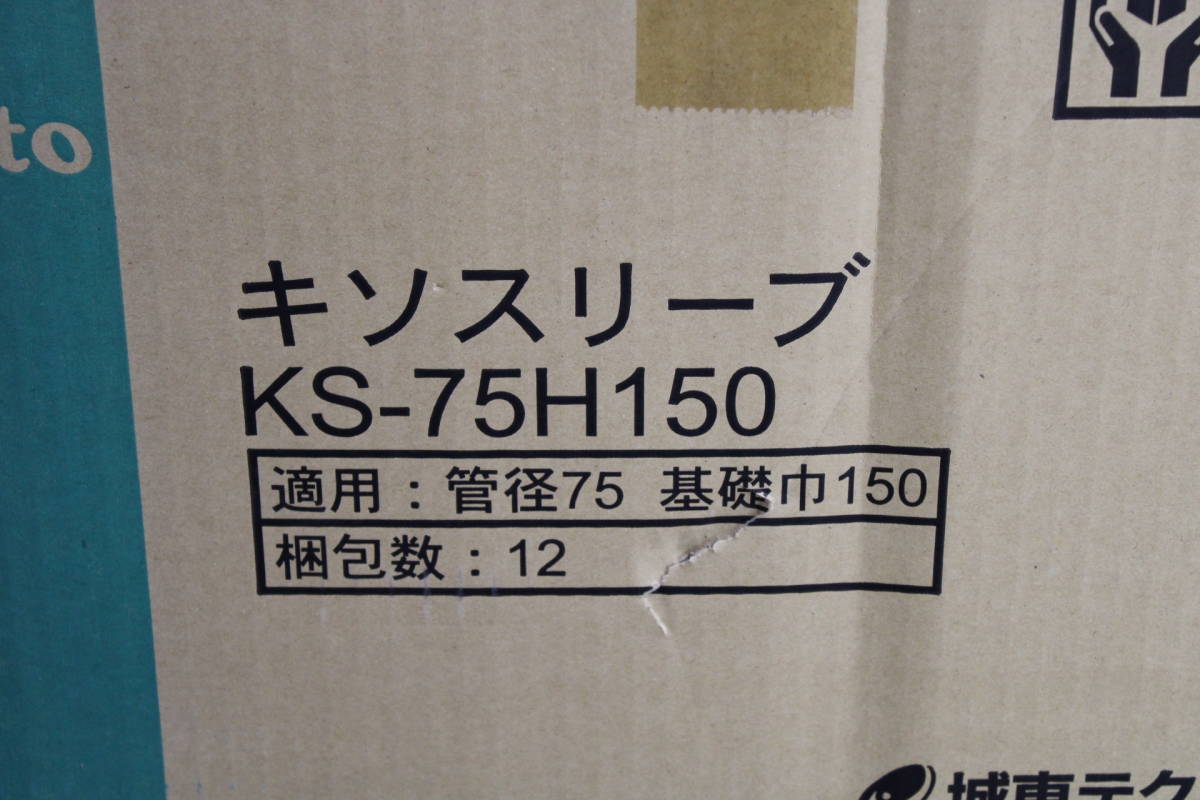 to
キソスリーブ
KS-75H150
適用：管径75 基礎巾150
梱包数：12
城東テク